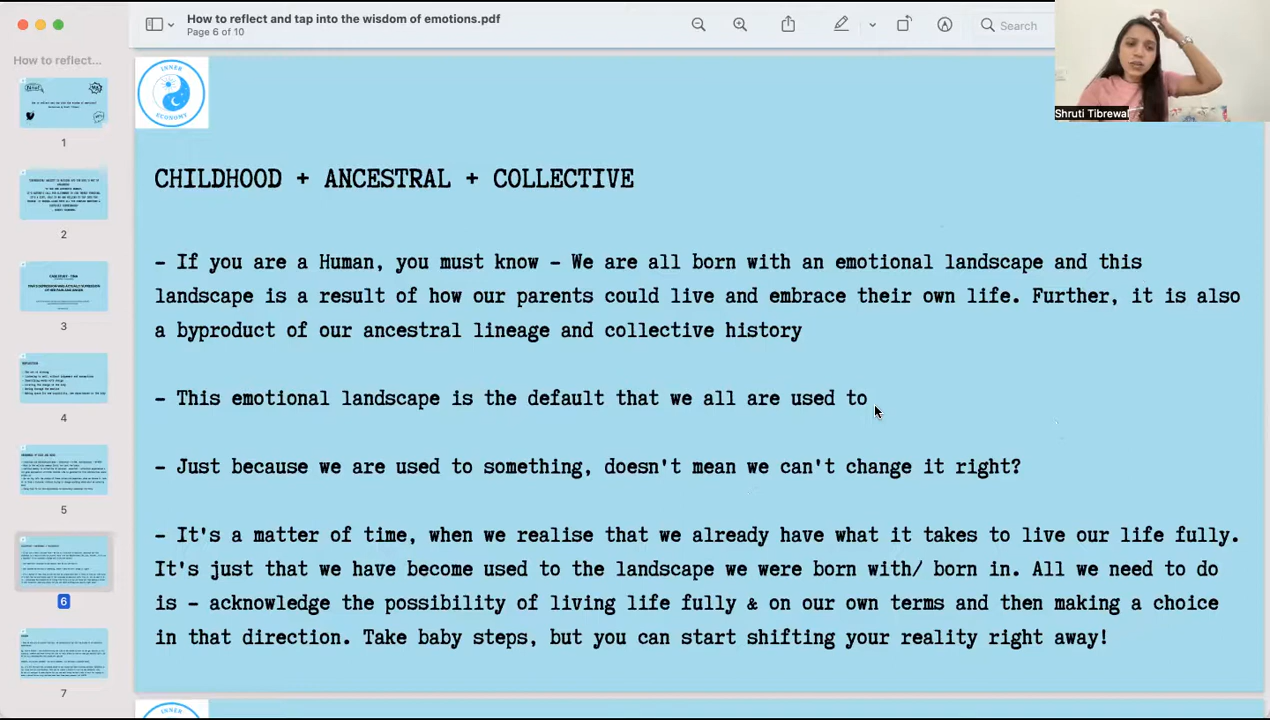 How to reflect and tap into the wisdom of emotions.pdf
Page 6 of 10
Search
How to reflect...
Shruti Tibrewal
1
2
3
4
5
6
7
INNER
ECONOMY
CHILDHOOD + ANCESTRAL + COLLECTIVE
- If you are a Human, you must know - We are all born with an emotional landscape and this
landscape is a result of how our parents could live and embrace their own life. Further, it is also
a byproduct of our ancestral lineage and collective history
- This emotional landscape is the default that we all are used to
- Just because we are used to something, doesn't mean we can't change it right?
- It's a matter of time, when we realise that we already have what it takes to live our life fully.
It's just that we have become used to the landscape we were born with/ born in. All we need to do
is - acknowledge the possibility of living life fully & on our own terms and then making a choice
in that direction. Take baby steps, but you can start shifting your reality right away!
INNER